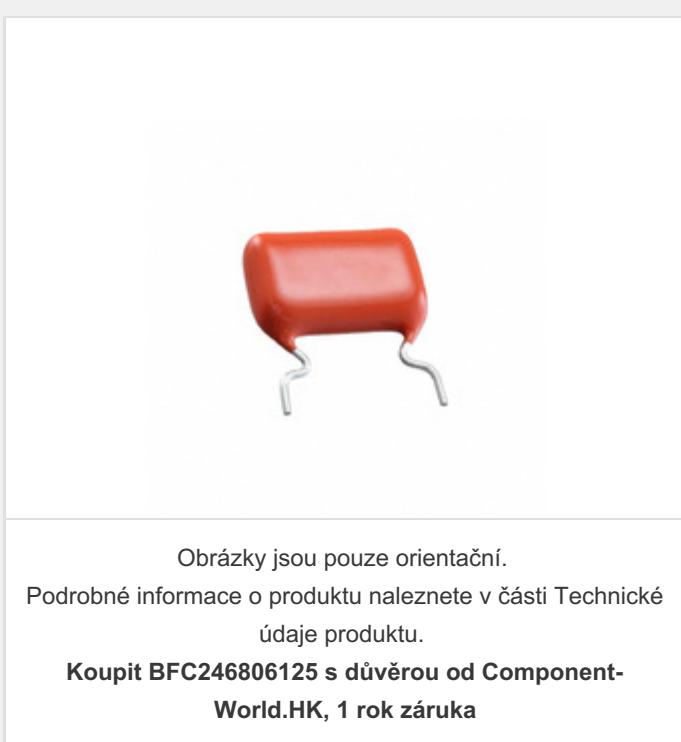 Obrázky jsou pouze orientační.
Podrobné informace o produktu naleznete v části Technické
údaje produktu.
Koupit BFC246806125 s důvěrou od Component-
World.HK, 1 rok záruka